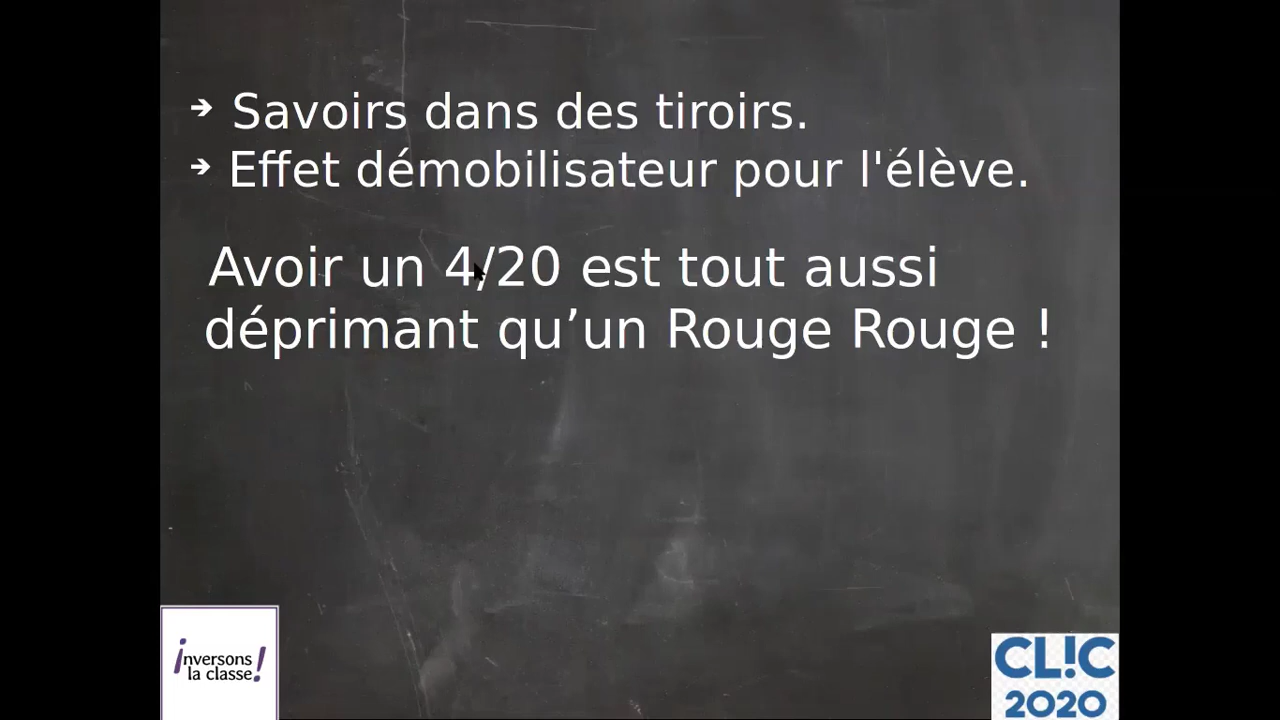 ➔ Savoirs dans des tiroirs.
➔ Effet démobilisateur pour l'élève.
Avoir un 4/20 est tout aussi
déprimant qu’un Rouge Rouge !
¡nversons
la classe!
CL!C
2020